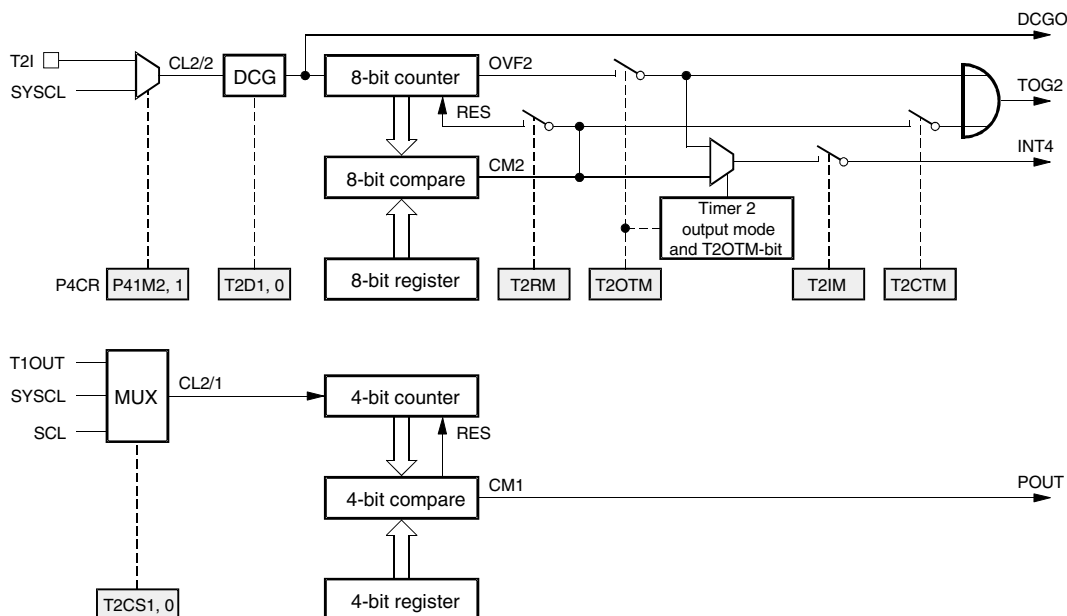 DCGO
T2I
CL2/2
DCG
8-bit counter
OVF2
TOG2
SYSCL
RES
INT4
8-bit compare
CM2
Timer 2
output mode
and T2OTM-bit
P4CR
P41M2, 1
T2D1, 0
8-bit register
T2RM
T2OTM
T2IM
T2CTM
T1OUT
SYSCL
MUX
CL2/1
4-bit counter
SCL
RES
4-bit compare
CM1
POUT
T2CS1, 0
4-bit register